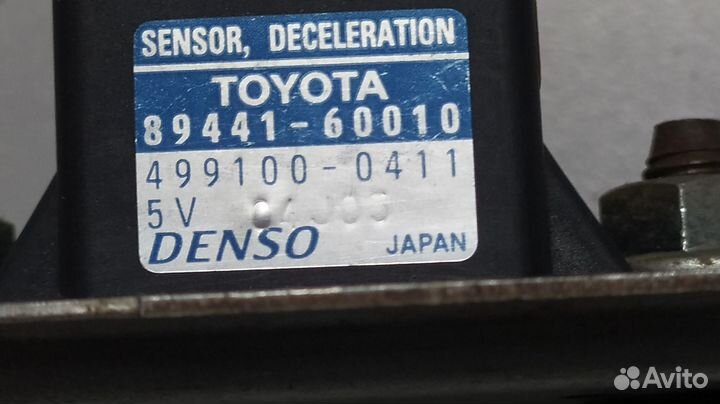 SENSOR, DECELERATION
TOYOTA
89441-60010
499100-0411
5V
DENSO JAPAN
Avito